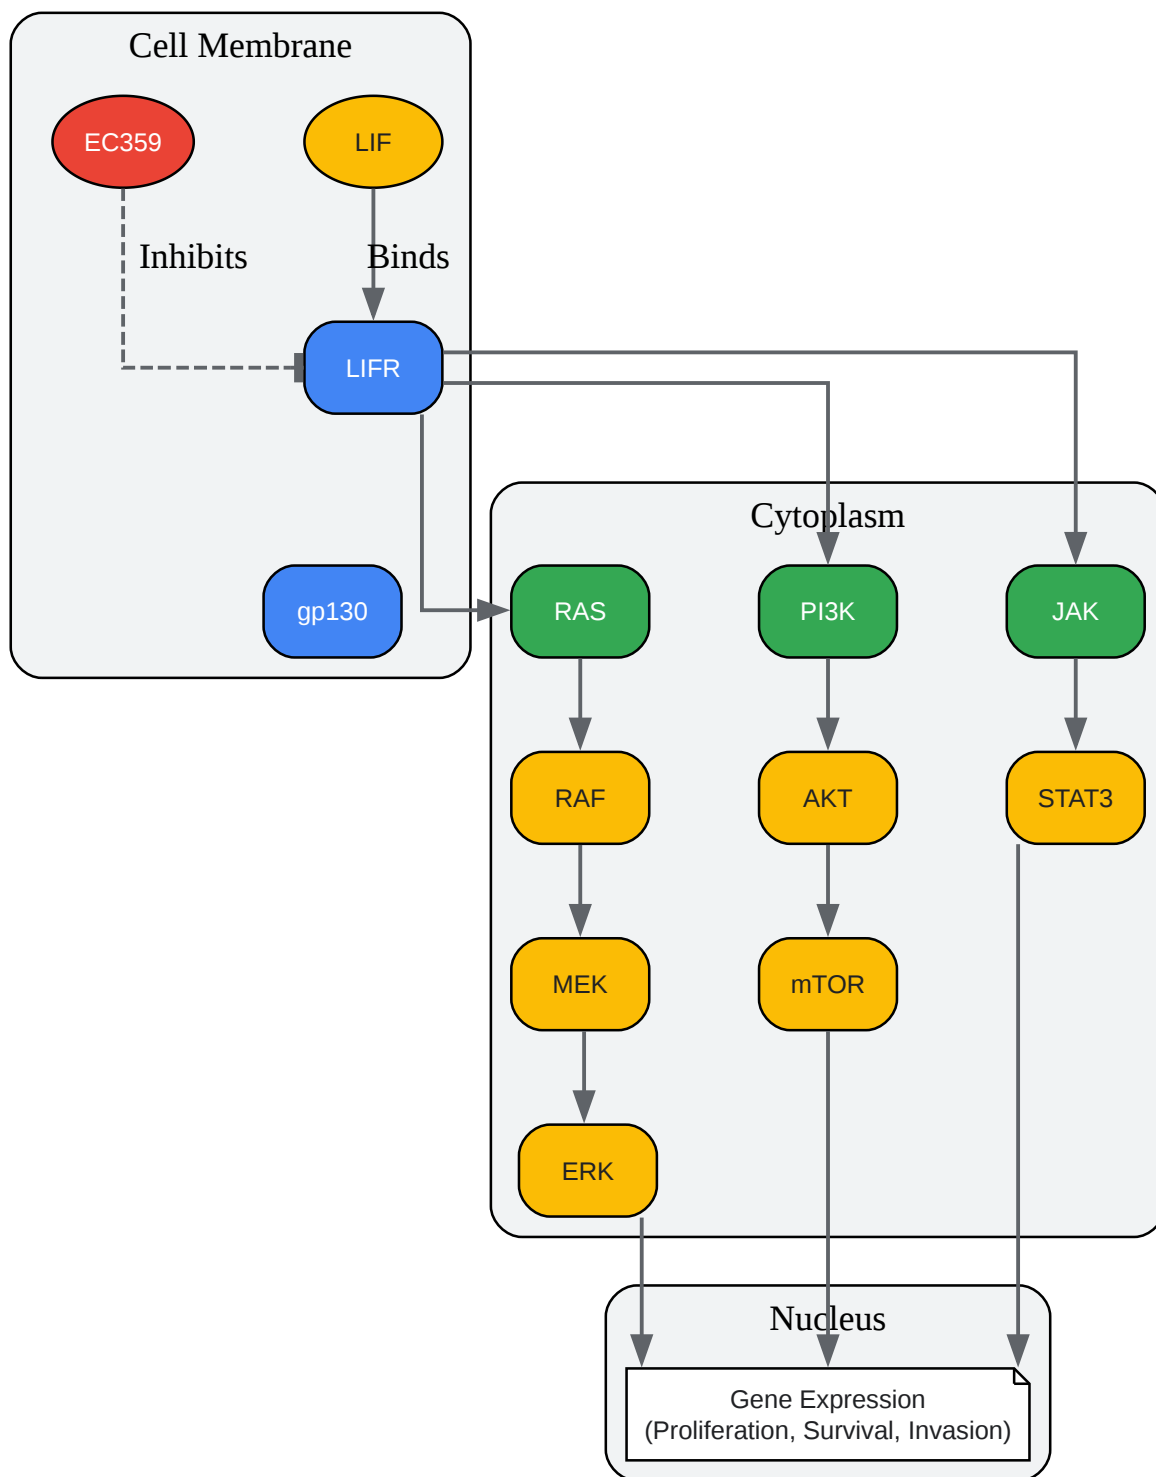 Cell Membrane
EC359
LIF
Inhibits
Binds
LIFR
Cytoplasm
gp130
RAS
PI3K
JAK
RAF
AKT
STAT3
MEK
mTOR
ERK
Nucleus
Gene Expression
(Proliferation, Survival, Invasion)